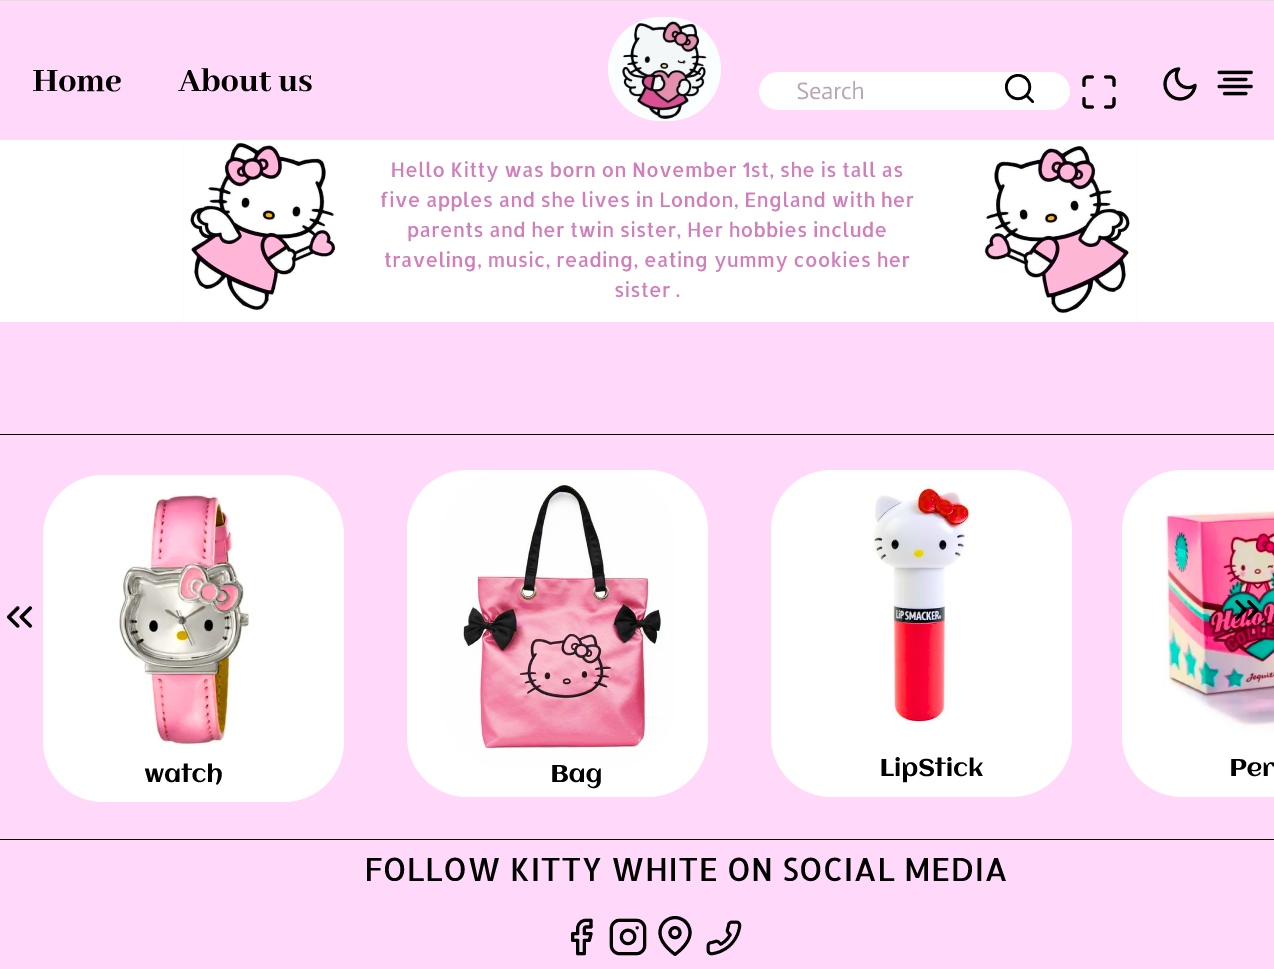 Home
About us
Search
Hello Kitty was born on November 1st, she is tall as
five apples and she lives in London, England with her
parents and her twin sister, Her hobbies include
traveling, music, reading, eating yummy cookies her
sister .
LIP SMACKER
Jequiti
watch
Bag
LipStick
Per
FOLLOW KITTY WHITE ON SOCIAL MEDIA